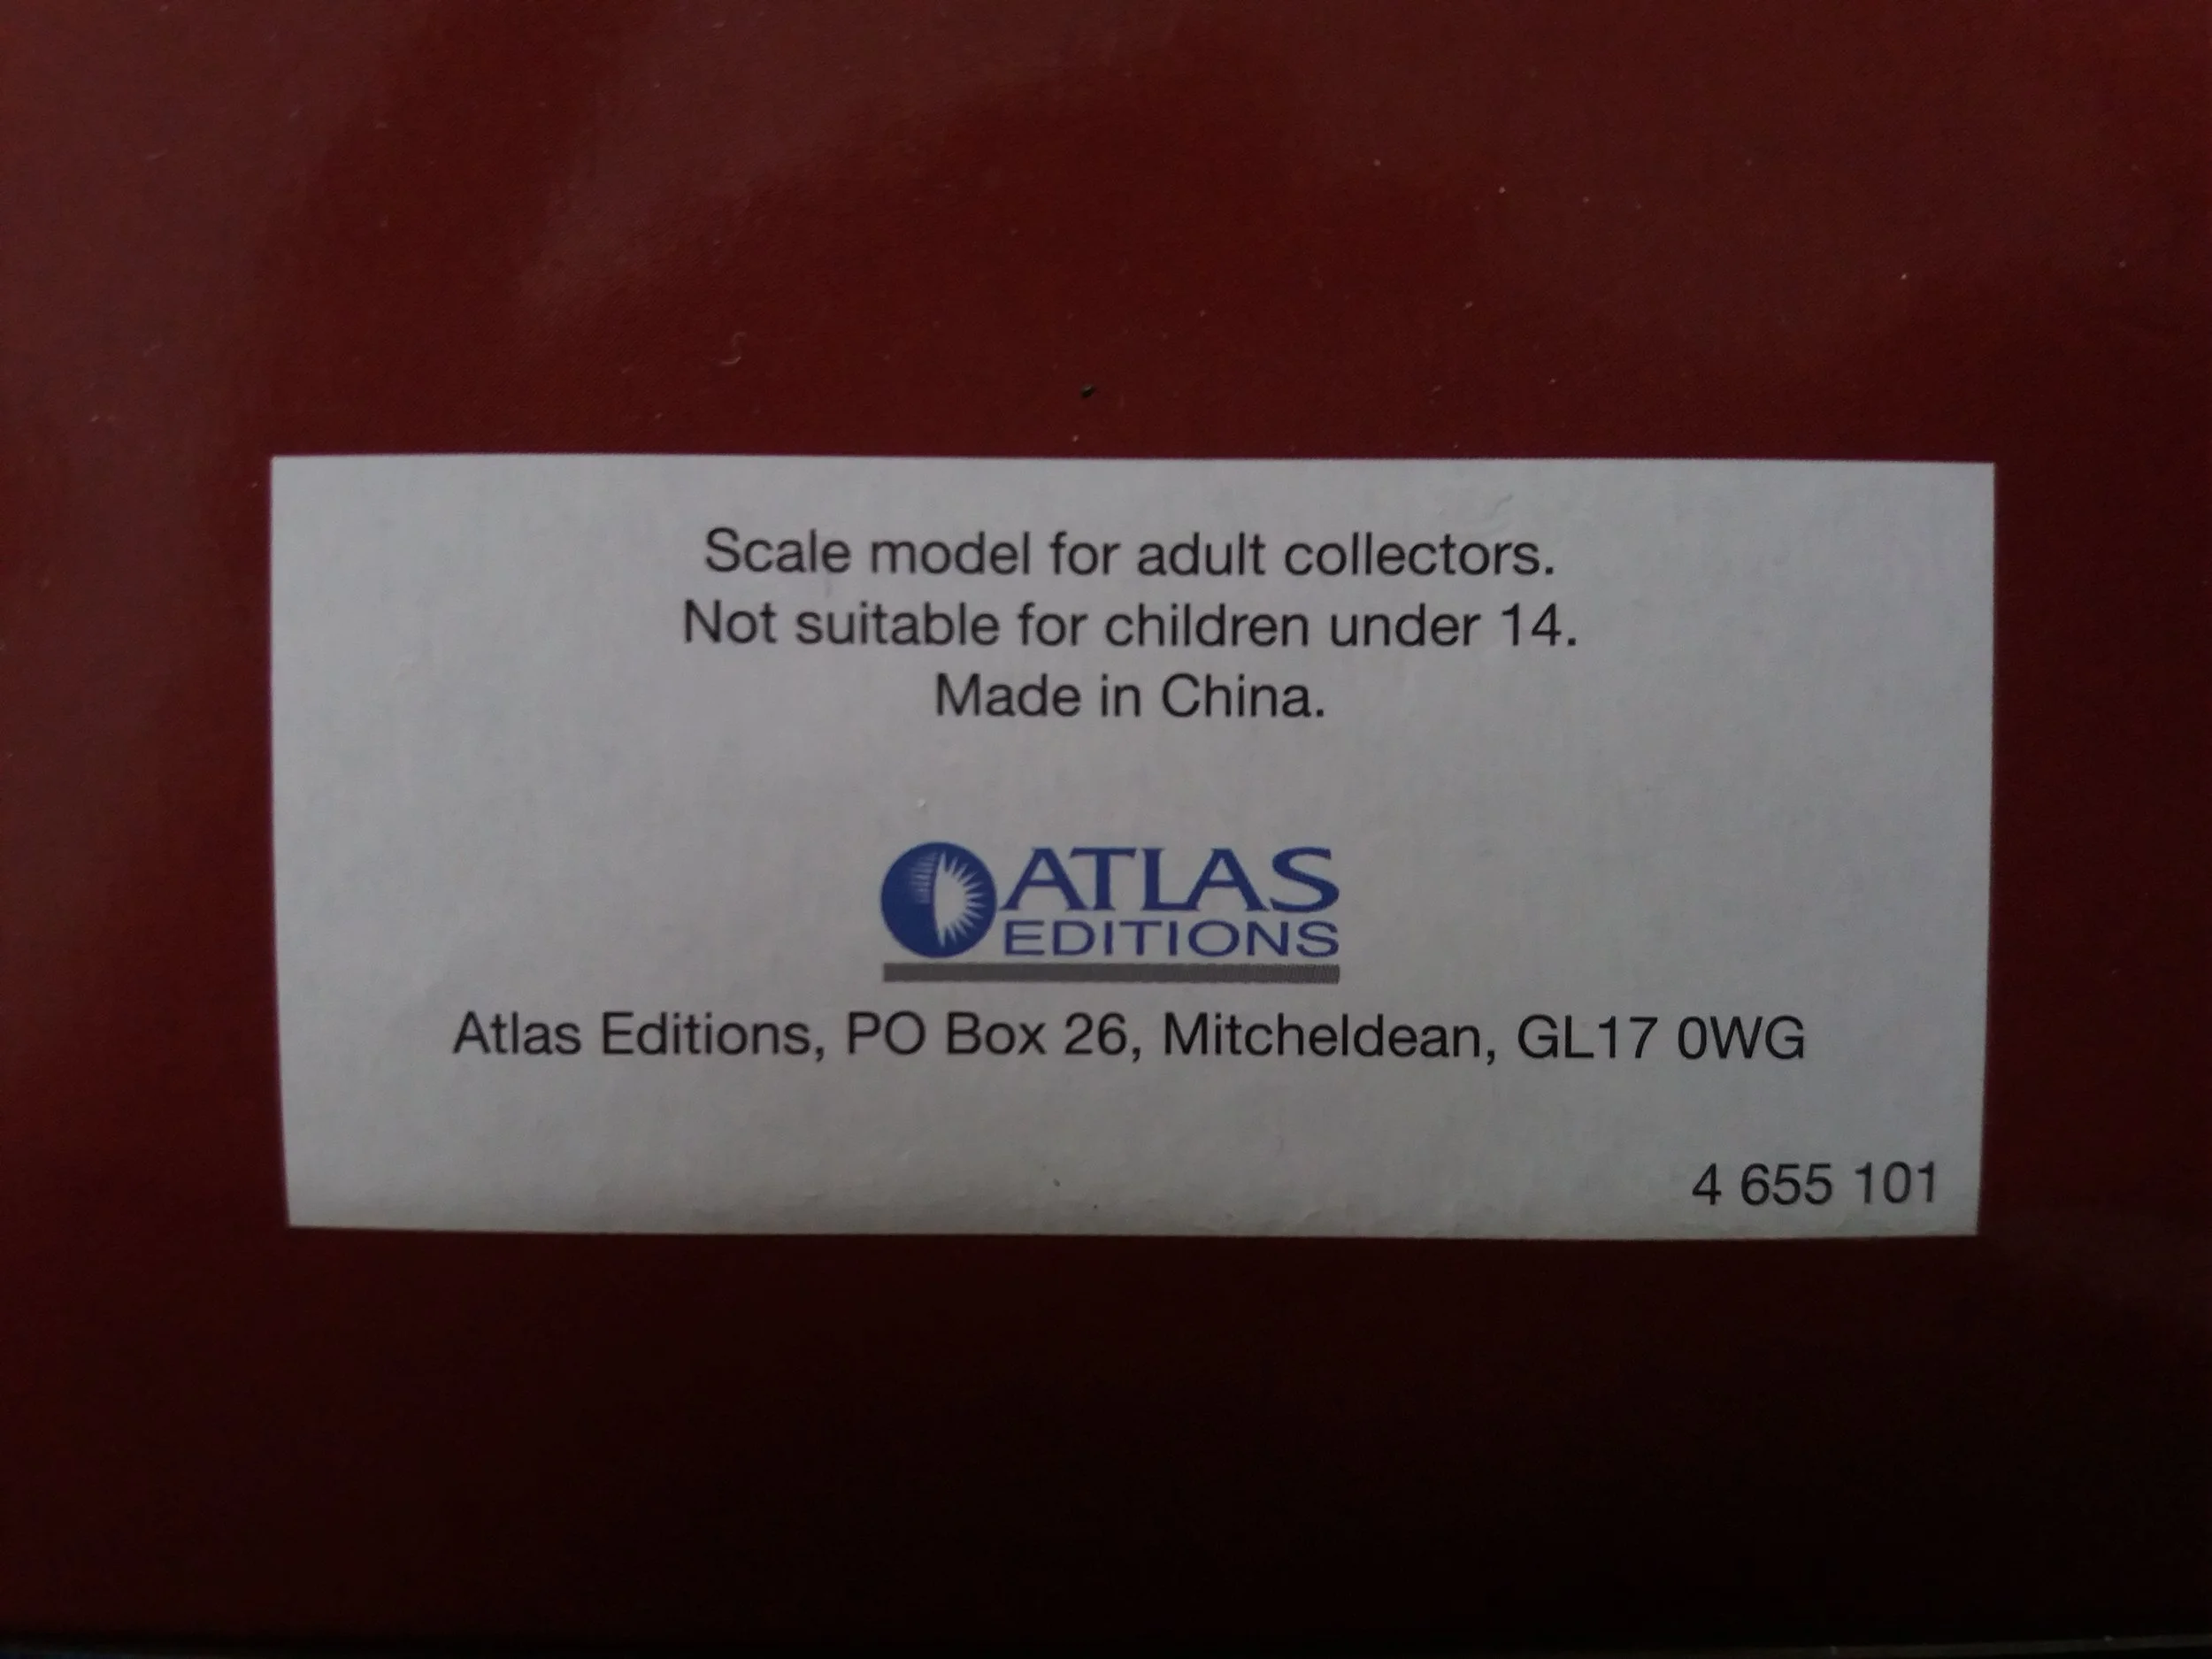 Scale model for adult collectors.
Not suitable for children under 14.
Made in China.
ATLAS
EDITIONS
Atlas Editions, PO Box 26, Mitcheldean, GL17 0WG
4 655 101